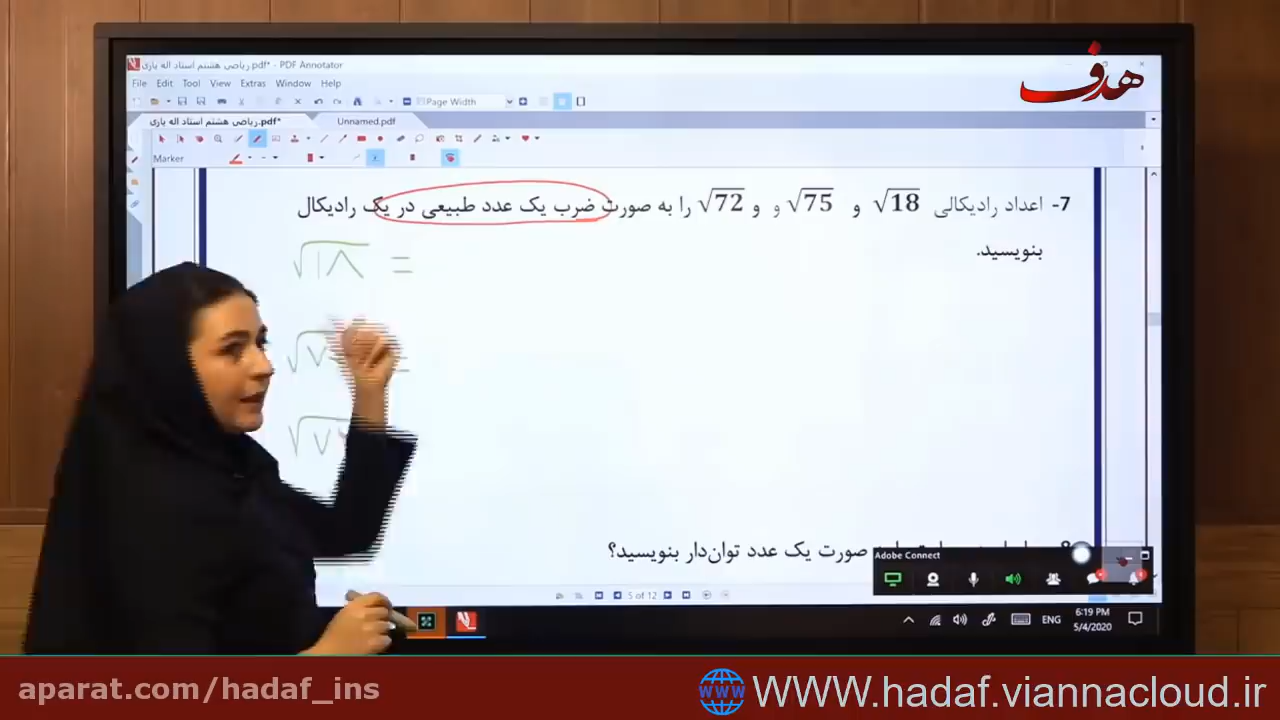 ریاضی هشتم استاد اله یاری.pdf* - PDF Annotator
هدف
File Edit Tool View Extras Window Help
Page Width
ریاضی هشتم استاد اله یاری.pdf* Unnamed.pdf
Marker
7- اعداد رادیکالی √18 و √75 و و √72 را به صورت ضرب یک عدد طبیعی در یک رادیکال
بنویسید.
√۱۸ =
صورت یک عدد توان‌دار بنویسید؟
Adobe Connect
5 of 12
ENG
6:19 PM
5/4/2020
aparat.com/hadaf_ins
WWW.hadaf.viannacloud.ir